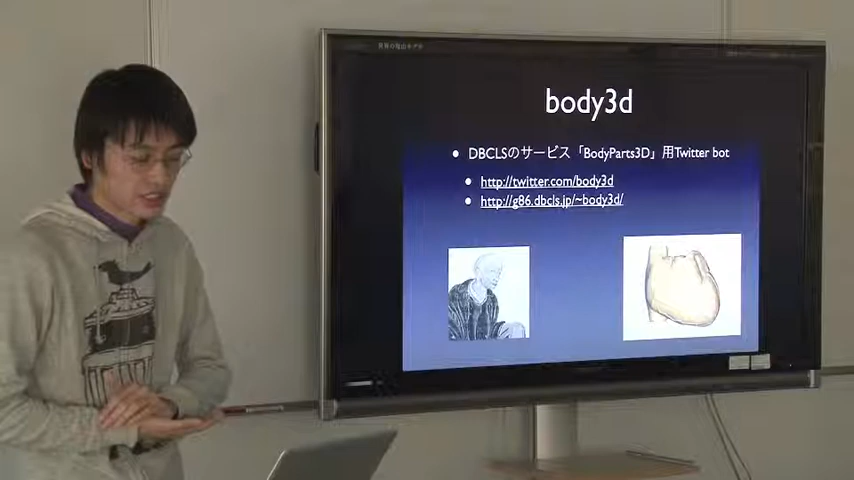 body3d
• DBCLSのサービス「BodyParts3D」用Twitter bot
• http://twitter.com/body3d
• http://g86.dbcls.jp/~body3d/